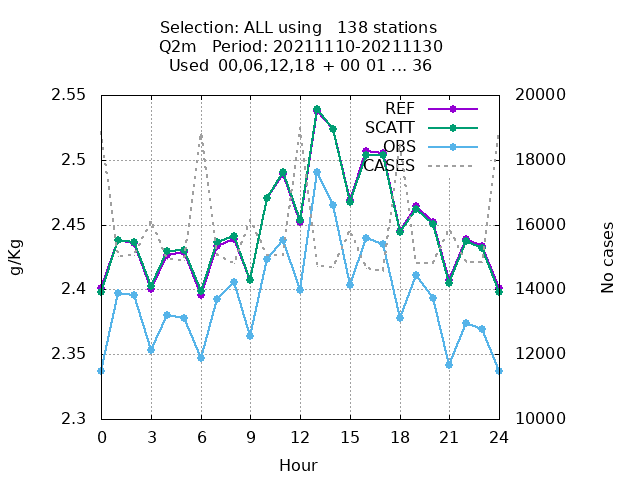 Selection: ALL using   138 stations
Q2m   Period: 20211110-20211130
Used  00,06,12,18 + 00 01 ... 36
2.55
2.5
2.45
2.4
2.35
2.3
g/Kg
REF
SCATT
OBS
CASES
20000
18000
16000
14000
12000
10000
No cases
0 3 6 9 12 15 18 21 24
Hour